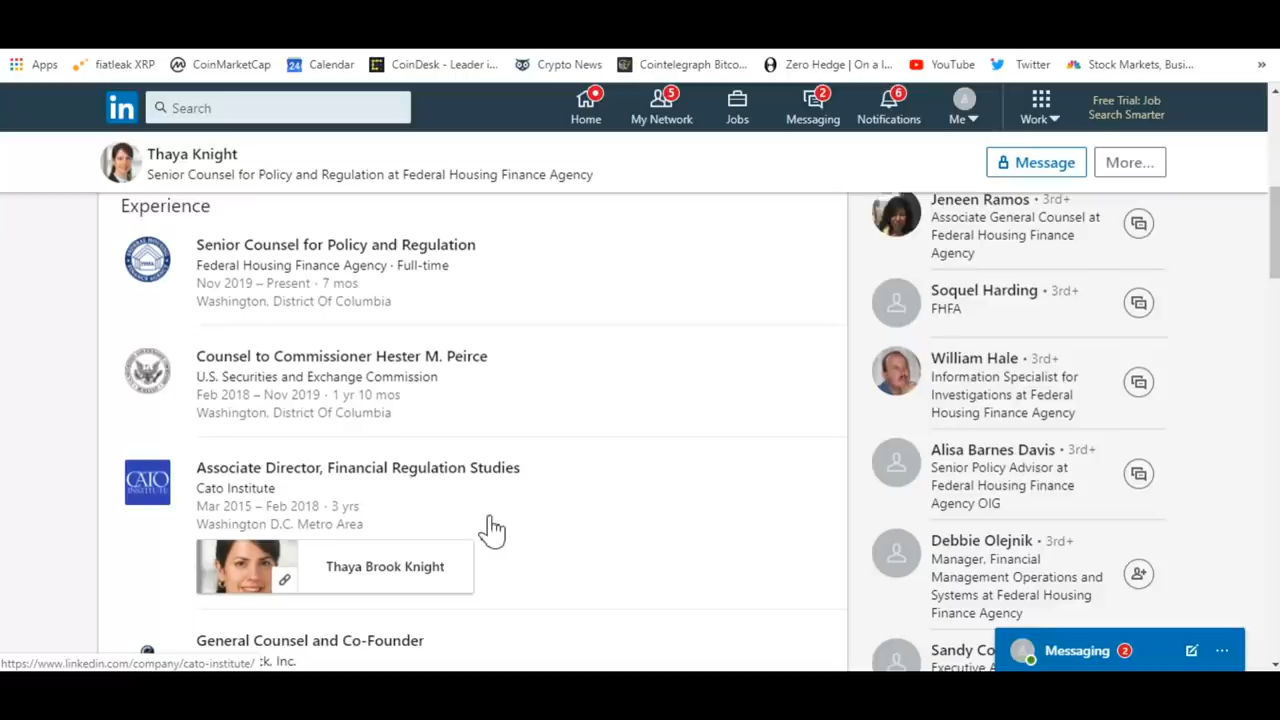 Apps
fiatleak XRP
CoinMarketCap
24
Calendar
CoinDesk - Leader i...
Crypto News
Cointelegraph Bitco...
Zero Hedge | On a l...
YouTube
Twitter
Stock Markets, Busi...
»
in
Search
Home
5
My Network
Jobs
2
Messaging
6
Notifications
Me
Work
Free Trial: Job
Search Smarter
Thaya Knight
Senior Counsel for Policy and Regulation at Federal Housing Finance Agency
Message
More...
Experience
Senior Counsel for Policy and Regulation
Federal Housing Finance Agency · Full-time
Nov 2019 – Present · 7 mos
Washington, District Of Columbia
Counsel to Commissioner Hester M. Peirce
U.S. Securities and Exchange Commission
Feb 2018 – Nov 2019 · 1 yr 10 mos
Washington, District Of Columbia
CATO
INSTITUTE
Associate Director, Financial Regulation Studies
Cato Institute
Mar 2015 – Feb 2018 · 3 yrs
Washington D.C. Metro Area
Thaya Brook Knight
General Counsel and Co-Founder
:k, Inc.
https://www.linkedin.com/company/cato-institute/
Jeneen Ramos • 3rd+
Associate General Counsel at
Federal Housing Finance
Agency
Soquel Harding • 3rd+
FHFA
William Hale • 3rd+
Information Specialist for
Investigations at Federal
Housing Finance Agency
Alisa Barnes Davis • 3rd+
Senior Policy Advisor at
Federal Housing Finance
Agency OIG
Debbie Olejnik • 3rd+
Manager, Financial
Management Operations and
Systems at Federal Housing
Finance Agency
Sandy Co
Executive A
Messaging
2
...